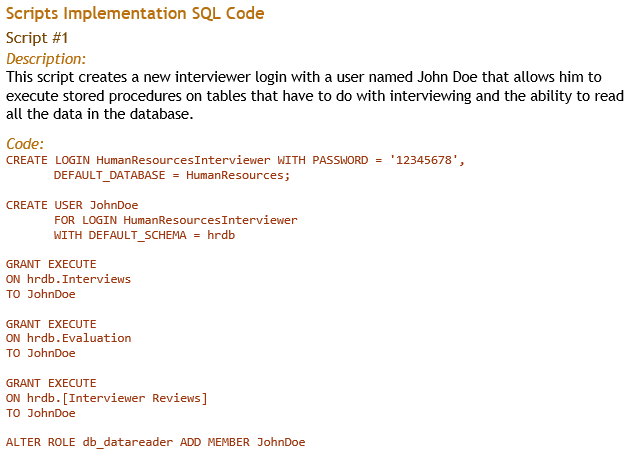 Scripts Implementation SQL Code
Script #1
Description:
This script creates a new interviewer login with a user named John Doe that allows him to
execute stored procedures on tables that have to do with interviewing and the ability to read
all the data in the database.
Code:
CREATE LOGIN HumanResourcesInterviewer WITH PASSWORD = '12345678',
DEFAULT_DATABASE = HumanResources;
CREATE USER JohnDoe
FOR LOGIN HumanResourcesInterviewer
WITH DEFAULT_SCHEMA = hrdb
GRANT EXECUTE
ON hrdb.Interviews
TO JohnDoe
GRANT EXECUTE
ON hrdb.Evaluation
TO JohnDoe
GRANT EXECUTE
ON hrdb.[Interviewer Reviews]
TO JohnDoe
ALTER ROLE db_datareader ADD MEMBER JohnDoe